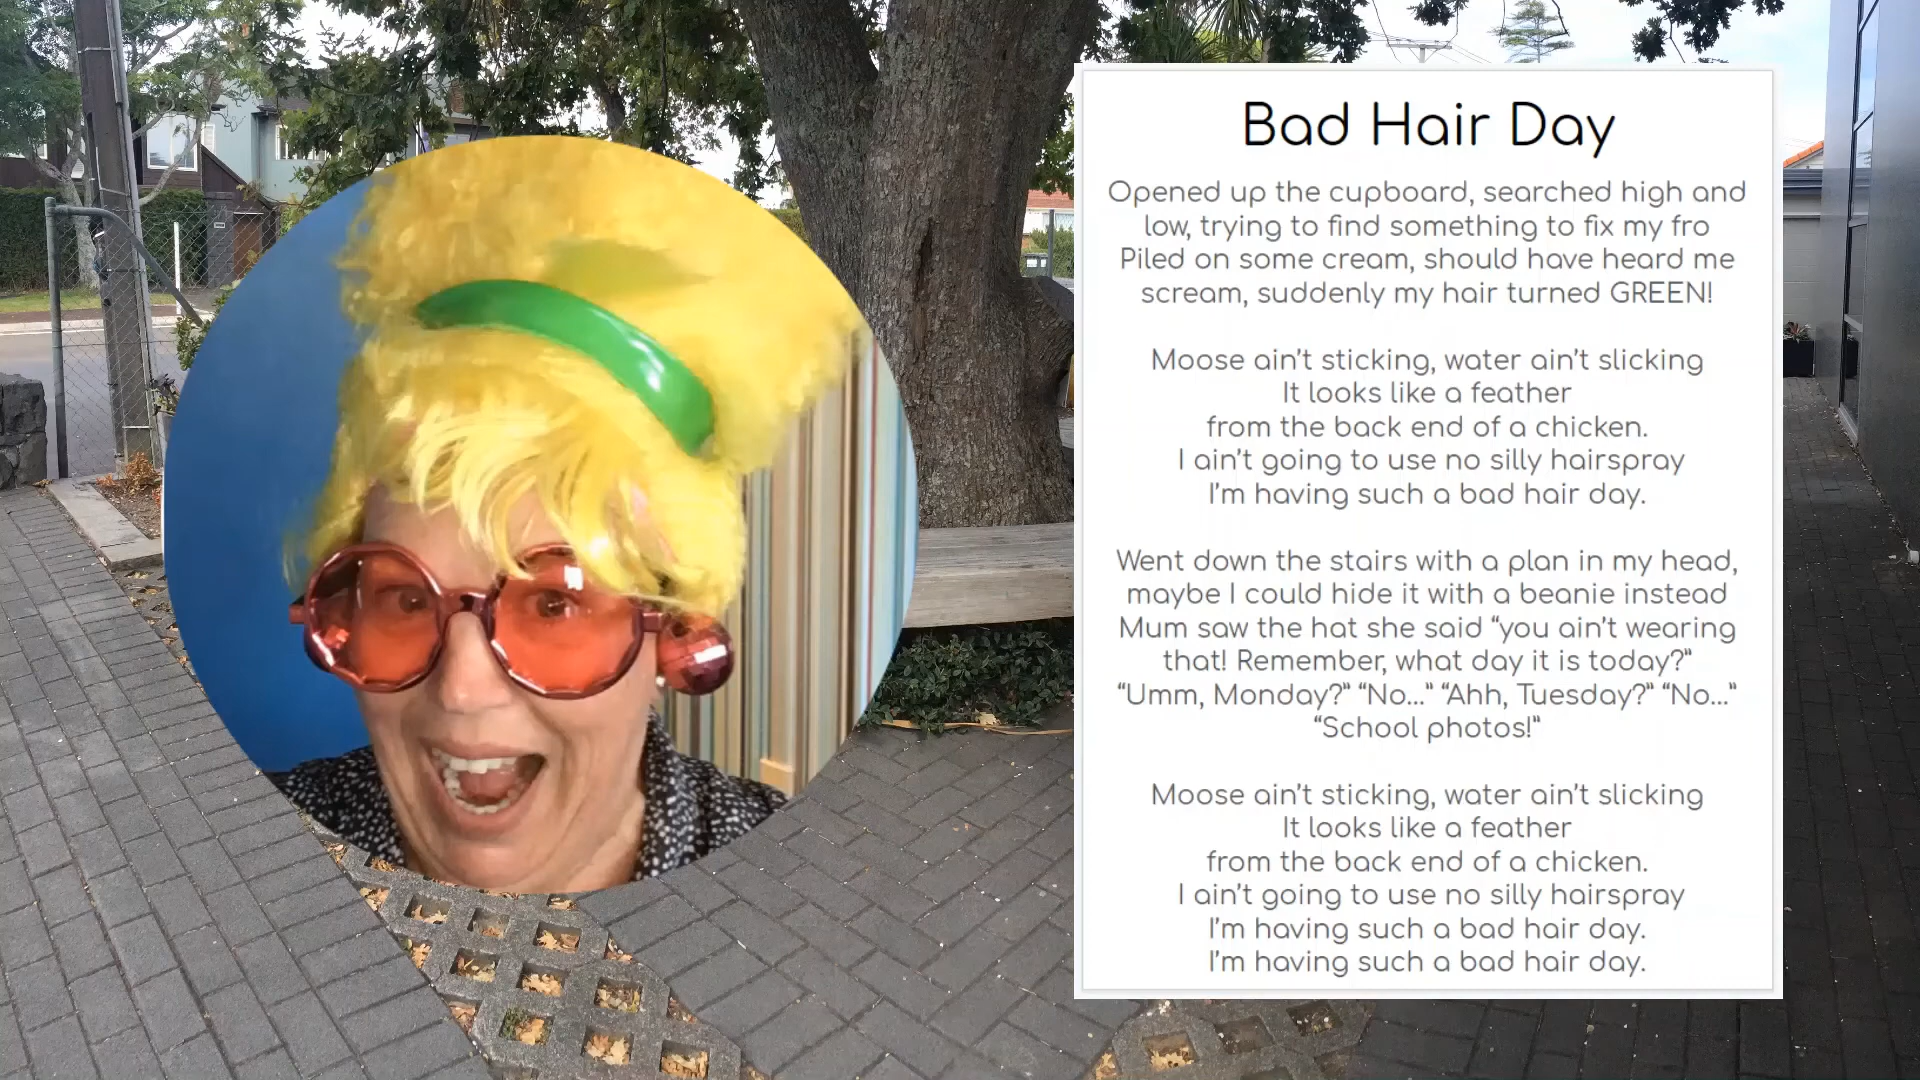 Bad Hair Day
Opened up the cupboard, searched high and
low, trying to find something to fix my fro
Piled on some cream, should have heard me
scream, suddenly my hair turned GREEN!
Moose ain't sticking, water ain't slicking
It looks like a feather
from the back end of a chicken.
I ain't going to use no silly hairspray
I'm having such a bad hair day.
Went down the stairs with a plan in my head,
maybe I could hide it with a beanie instead
Mum saw the hat she said “you ain't wearing
that! Remember, what day it is today?”
“Umm, Monday?” “No...” “Ahh, Tuesday?” “No...”
“School photos!”
Moose ain't sticking, water ain't slicking
It looks like a feather
from the back end of a chicken.
I ain't going to use no silly hairspray
I'm having such a bad hair day.
I'm having such a bad hair day.